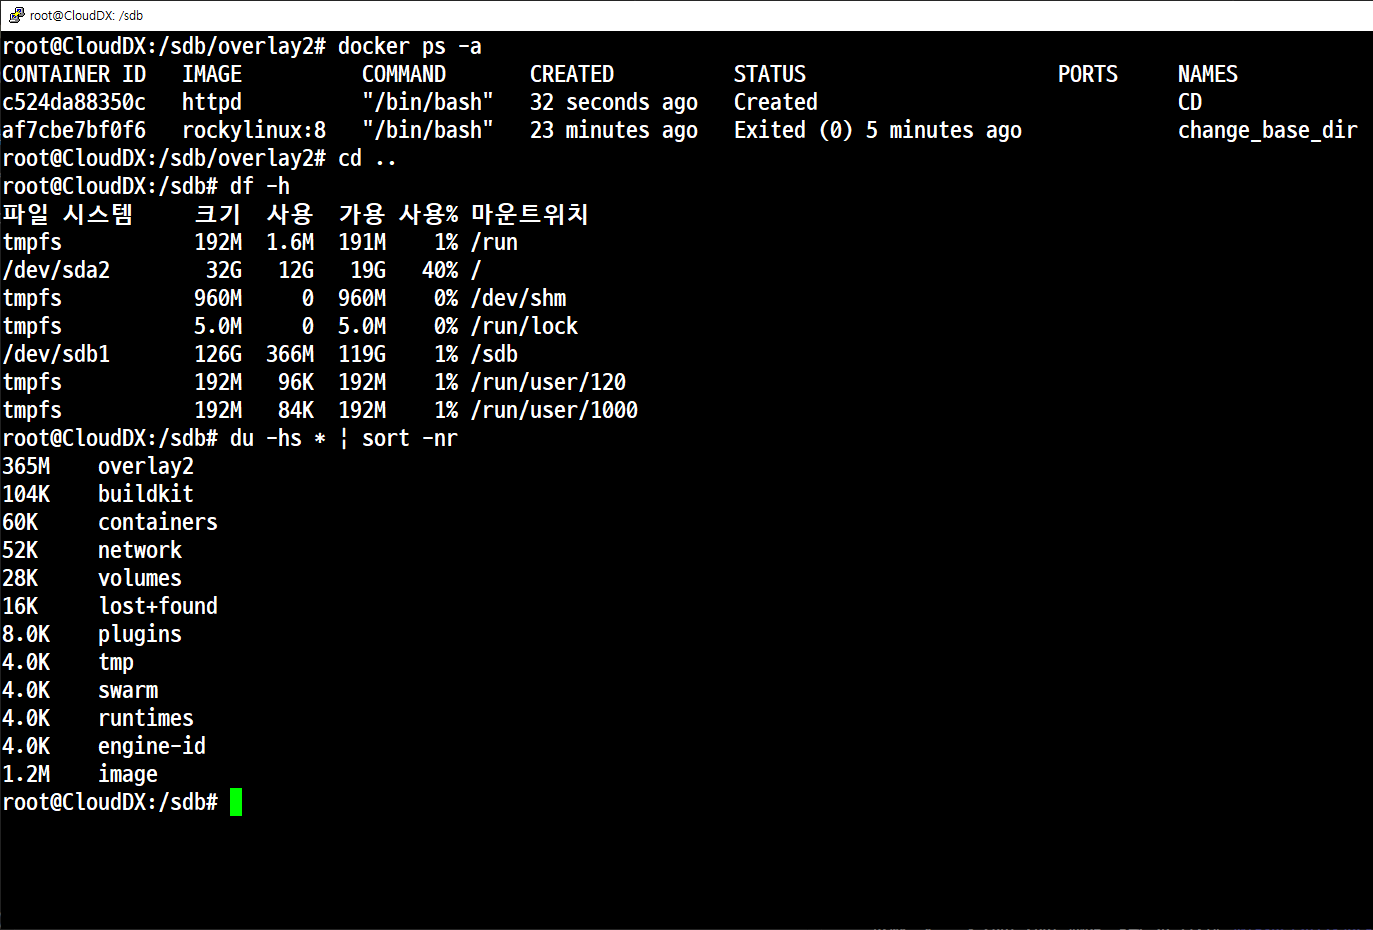 root@CloudDX: /sdb
root@CloudDX:/sdb/overlay2# docker ps -a
CONTAINER ID   IMAGE          COMMAND       CREATED          STATUS                     PORTS     NAMES
c524da88350c   httpd          "/bin/bash"   32 seconds ago   Created                              CD
af7cbe7bf0f6   rockylinux:8   "/bin/bash"   23 minutes ago   Exited (0) 5 minutes ago             change_base_dir
root@CloudDX:/sdb/overlay2# cd ..
root@CloudDX:/sdb# df -h
파일 시스템     크기  사용  가용 사용% 마운트위치
tmpfs           192M  1.6M  191M    1% /run
/dev/sda2        32G   12G   19G   40% /
tmpfs           960M     0  960M    0% /dev/shm
tmpfs           5.0M     0  5.0M    0% /run/lock
/dev/sdb1       126G  366M  119G    1% /sdb
tmpfs           192M   96K  192M    1% /run/user/120
tmpfs           192M   84K  192M    1% /run/user/1000
root@CloudDX:/sdb# du -hs * ¦ sort -nr
365M    overlay2
104K    buildkit
60K     containers
52K     network
28K     volumes
16K     lost+found
8.0K    plugins
4.0K    tmp
4.0K    swarm
4.0K    runtimes
4.0K    engine-id
1.2M    image
root@CloudDX:/sdb#